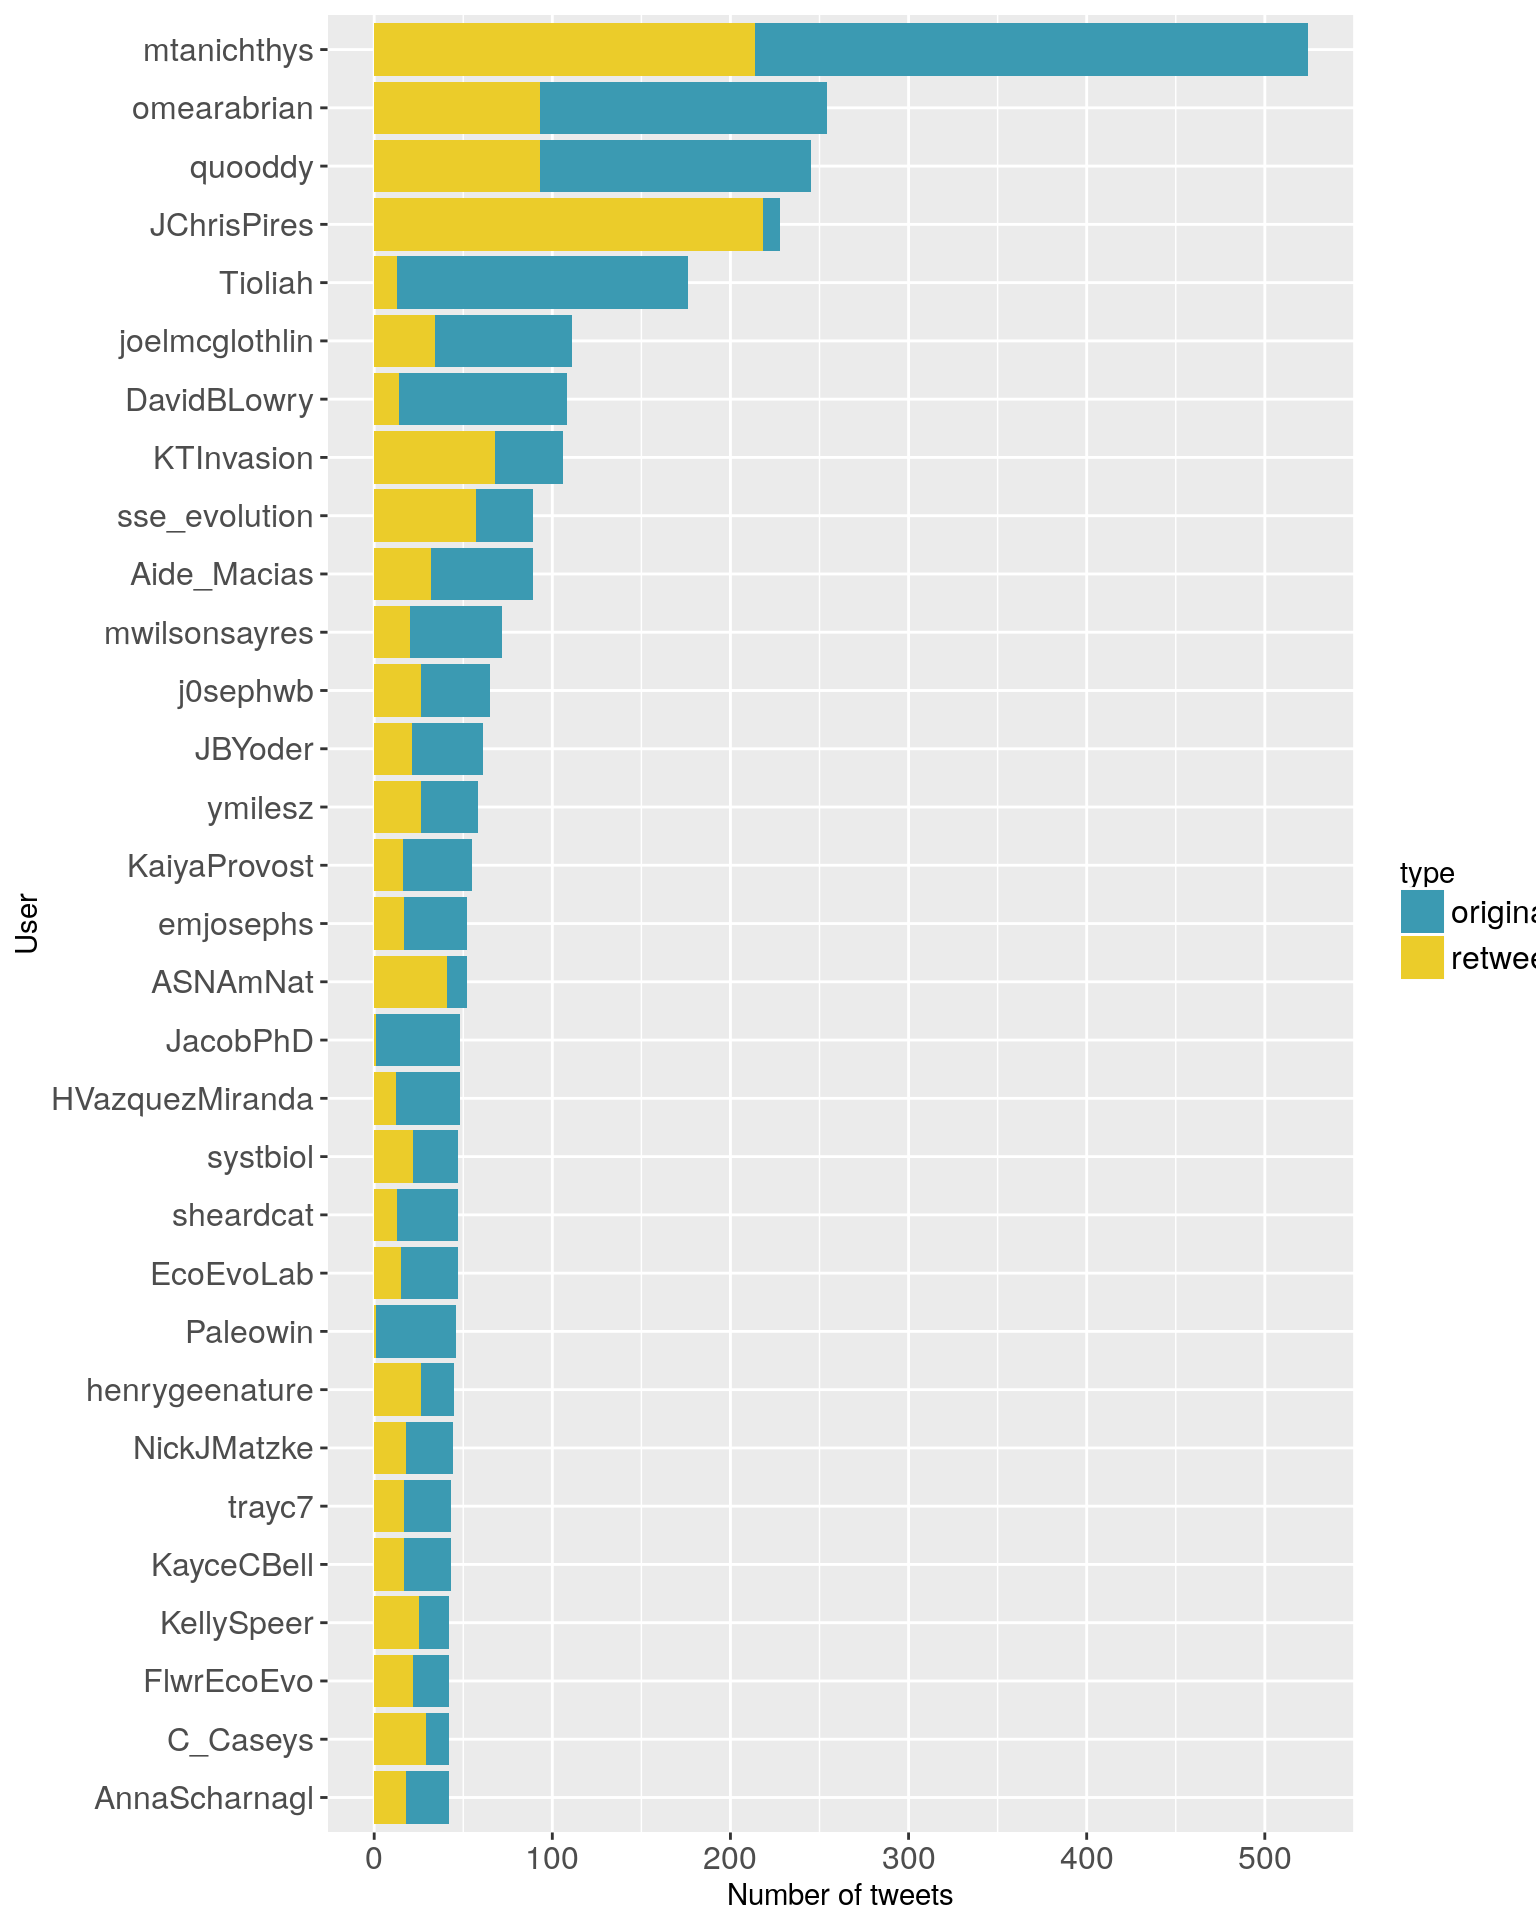 mtanichthys
omearabrian
quooddy
JChrisPires
Tioliah
joelmcglothlin
DavidBLowry
KTInvasion
sse_evolution
Aide_Macias
mwilsonsayres
j0sephwb
JBYoder
ymilesz
KaiyaProvost
emjosephs
ASNAmNat
JacobPhD
HVazquezMiranda
systbiol
sheardcat
EcoEvoLab
Paleowin
henrygeenature
NickJMatzke
trayc7
KayceCBell
KellySpeer
FlwrEcoEvo
C_Caseys
AnnaScharnagl
User
0 100 200 300 400 500
Number of tweets
type
origina
retwee